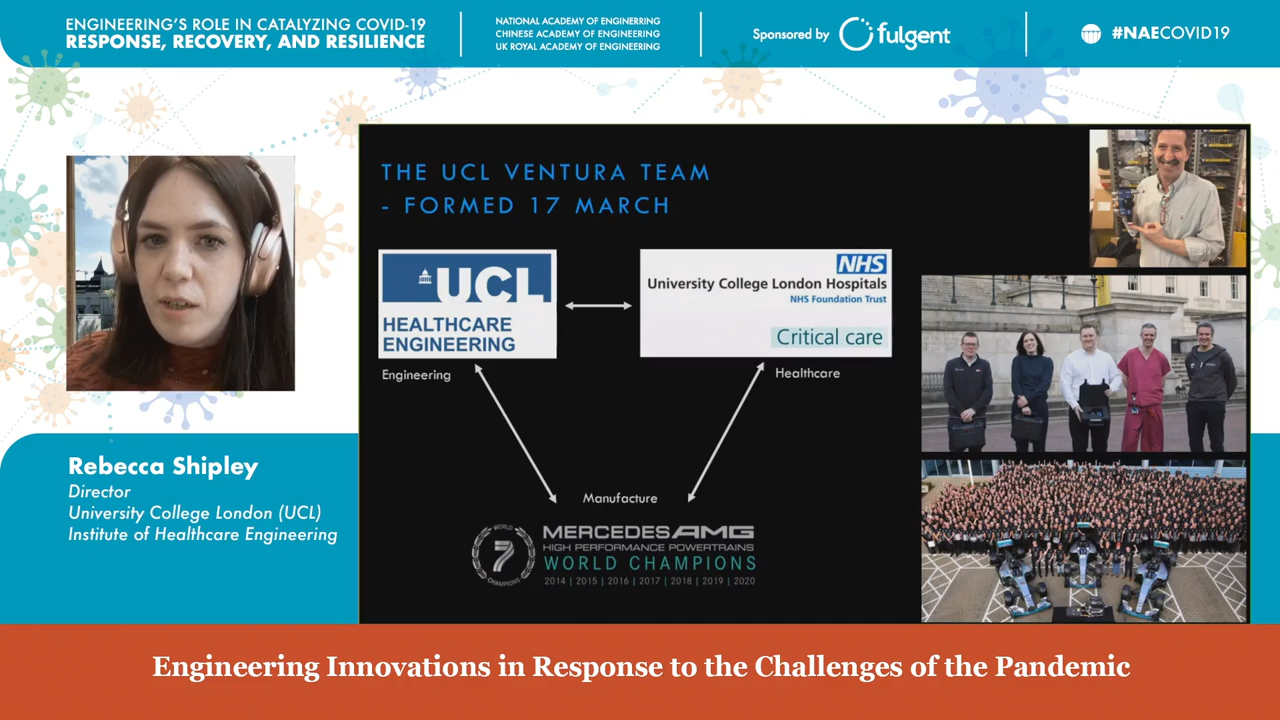 ENGINEERING'S ROLE IN CATALYZING COVID-19
RESPONSE, RECOVERY, AND RESILIENCE
NATIONAL ACADEMY OF ENGINERRING
CHINESE ACADEMY OF ENGINEERING
UK ROYAL ACADEMY OF ENGINEERING
Sponsored by fulgent
#NAECOVID19
THE UCL VENTURA TEAM
- FORMED 17 MARCH
UCL
HEALTHCARE
ENGINEERING
Engineering
NHS
University College London Hospitals
NHS Foundation Trust
Critical care
Healthcare
Manufacture
WORLD
7
CHAMPIONS
MERCEDES AMG
HIGH PERFORMANCE POWERTRAINS
WORLD CHAMPIONS
2014 | 2015 | 2016 | 2017 | 2018 | 2019 | 2020
Rebecca Shipley
Director
University College London (UCL)
Institute of Healthcare Engineering
Engineering Innovations in Response to the Challenges of the Pandemic